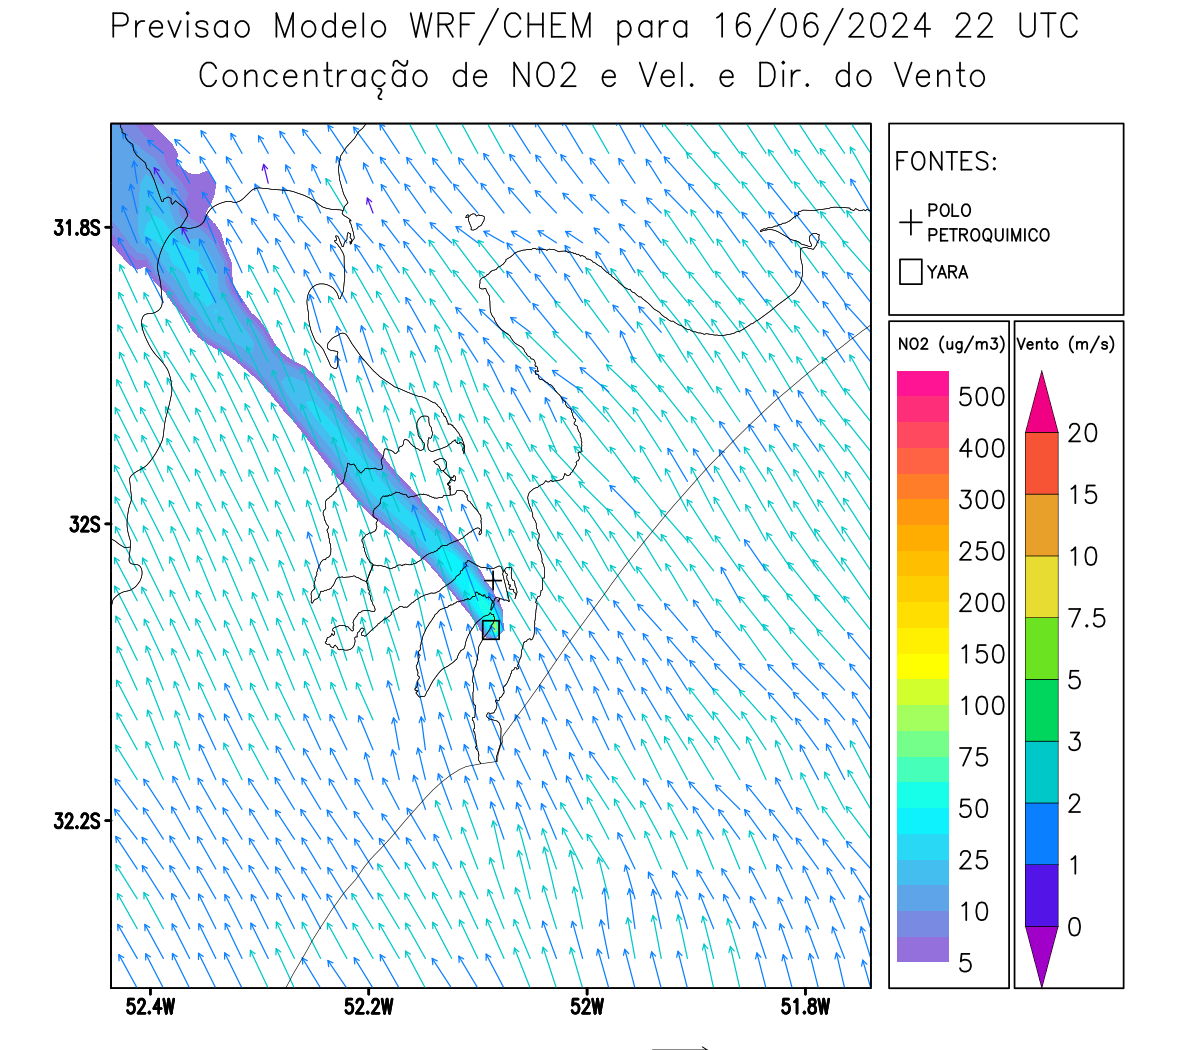 Previsao Modelo WRF/CHEM para 16/06/2024 22 UTC
Concentração de NO2 e Vel. e Dir. do Vento
FONTES:
POLO
PETROQUIMICO
YARA
31.8S
32S
32.2S
52.4W
52.2W
52W
51.8W
NO2 (ug/m3)
500
400
300
250
200
150
100
75
50
25
10
5
Vento (m/s)
20
15
10
7.5
5
3
2
1
0